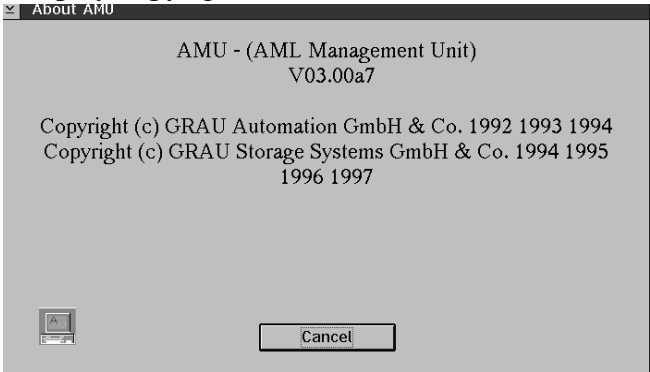 About AMU
AMU - (AML Management Unit)
V03.00a7
Copyright (c) GRAU Automation GmbH & Co. 1992 1993 1994
Copyright (c) GRAU Storage Systems GmbH & Co. 1994 1995
1996 1997
Cancel